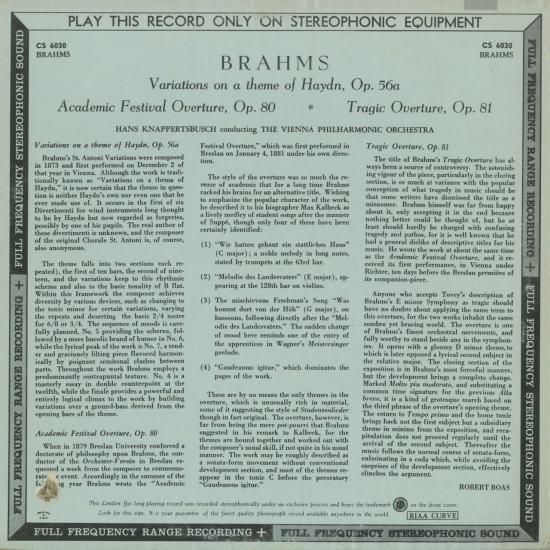 PLAY THIS RECORD ONLY ON STEREOPHONIC EQUIPMENT
CS 6030
BRAHMS
CS 6030
BRAHMS
BRAHMS
Variations on a theme of Haydn, Op. 56a
Academic Festival Overture, Op. 80 * Tragic Overture, Op. 81
HANS KNAPPERTSBUSCH conducting THE VIENNA PHILHARMONIC ORCHESTRA
Variations on a theme of Haydn, Op. 56a
Brahms's St. Antoni Variations were composed
in 1873 and first performed on December 2 of
that year in Vienna. Although the work is tradi-
tionally known as "Variations on a theme of
Haydn," it is now certain that the theme in ques-
tion is neither Haydn's own nor even one that he
ever made use of. It occurs in the first of six
Divertimenti for wind instruments long thought
to be by Haydn but now regarded as forgeries,
possibly by one of his pupils. The real author of
these divertimenti is unknown, and the composer
of the original Chorale St. Antoni is, of course,
also anonymous.
The theme falls into two sections each re-
peated), the first of ten bars, the second of nine-
teen, and the variations keep to this rhythmic
scheme and also to the basic tonality of B flat.
Within this framework the composer achieves
diversity by various devices, such as changing to
the tonic minor for certain variations, varying
the repeats and deserting the basic 2/4 metre
for 6/8 or 3/4. The sequence of moods is care-
fully planned, No. 5 providing the scherzo, fol-
lowed by a more bucolic brand of humor in No. 6,
while the lyrical peak of the work is No. 7, a ten-
der and graciously lilting piece flavored harmon-
ically by poignant semitonal clashes between
parts. Throughout the work Brahms employs a
predominantly contrapuntal texture. No. 4 is a
masterly essay in double counterpoint at the
twelfth, while the finale provides a powerful and
entirely logical climax to the work by building
variations over a ground-bass derived from the
opening bars of the theme.
Academic Festival Overture, Op. 80
When in 1879 Breslau University conferred a
doctorate of philosophy upon Brahms, the con-
ductor of the Orchester-Verein in Breslau re-
quested a work from the composer to commemo-
the event. Accordingly in the summer of the
year Brahms wrote the "Academic
Festival Overture," which was first performed in
Breslau on January 4, 1881 under his own direc-
tion.
The style of the overture was so much the re-
verse of academic that for a long time Brahms
racked his brains for an alternative title. Wishing
to emphasize the popular character of the work,
he described it to his biographer Max Kalbeck as
a lively medley of student songs after the manner
of Suppé, though only four of these have been
certainly identified:
(1) "Wir hatten gebaut ein stattliches Haus"
(C major); a noble melody in long notes,
stated by trumpets at the 63rd bar.
(2) "Melodie des Landesvaters" (E major), ap-
pearing at the 128th bar on violins.
(3) The mischievous Freshman's Song "Was
kommt dort von der Höh" (G major), on
bassoons, following directly after the "Mel-
odie des Landesvaters." The sudden change
of mood here reminds one of the entry of
the apprentices in Wagner's Meistersinger
prelude.
(4) "Gaudeamus igitur," which dominates the
pages of the work.
These are by no means the only themes in the
overture, which is unusually rich in material,
some of it suggesting the style of Studentenlieder
though in fact original. The overture, however, is
far from being the mere pot-pourri that Brahms
suggested in his remark to Kalbeck, for the
themes are bound together and worked out with
the composer's usual skill, if not quite in his usual
manner. The work may be roughly described as
a sonata-form movement without conventional
development section, and most of the themes re-
appear in the tonic C before the peroratory
"Gaudeamus igitur."
Tragic Overture, Op. 81
The title of Brahms's Tragic Overture has al-
ways been a source of controversy. The astonish-
ing vigour of the piece, particularly in the closing
section, is so much at variance with the popular
conception of what tragedy in music should be
that some writers have dismissed the title as a
misnomer. Brahms himself was far from happy
about it, only accepting it in the end because
nothing better could be thought of, but he at
least should hardly be charged with confusing
tragedy and pathos, for it is well known that he
had a general dislike of descriptive titles for his
music. He wrote the work at about the same time
as the Academic Festival Overture, and it re-
ceived its first performance, in Vienna under
Richter, ten days before the Breslau première of
its companion-piece.
Anyone who accepts Tovey's description of
Brahms's E minor Symphony as tragic should
have no doubt about applying the same term to
this overture, for the two works inhabit the same
sombre yet bracing world. The overture is one
of Brahms's finest orchestral movements, and
fully worthy to stand beside any in the sympho-
nies. It opens with a gloomy D minor theme, to
which is later opposed a lyrical second subject in
the relative major. The closing section of the
exposition is in Brahms's most forceful manner,
but the development brings a complete change.
Marked Molto più moderato, and substituting a
common time signature for the previous Alla
breve, it is a kind of grotesque march based on
the third phrase of the overture's opening theme.
The return to Tempo primo and the home tonic
brings back not the first subject but a subsidiary
theme in minims from the exposition, and reca-
pitulation does not proceed regularly until the
arrival of the second subject. Thereafter the
music follows the normal course of sonata-form,
culminating in a coda which, while avoiding the
surprises of the development section, effectively
clinches the argument.
ROBERT BOAS
This London ffss long playing record was recorded stereophonically under an exclusive process and bears the trademark on the front cover.
Look for this sign. It is your guarantee of the finest quality phonograph record available anywhere in the world.
RIAA CURVE
FULL FREQUENCY RANGE RECORDING + FULL FREQUENCY STEREOPHONIC SOUND
FULL FREQUENCY RANGE RECORDING + FULL FREQUENCY STEREOPHONIC SOUND
FULL FREQUENCY RANGE RECORDING + FULL FREQUENCY STEREOPHONIC SOUND